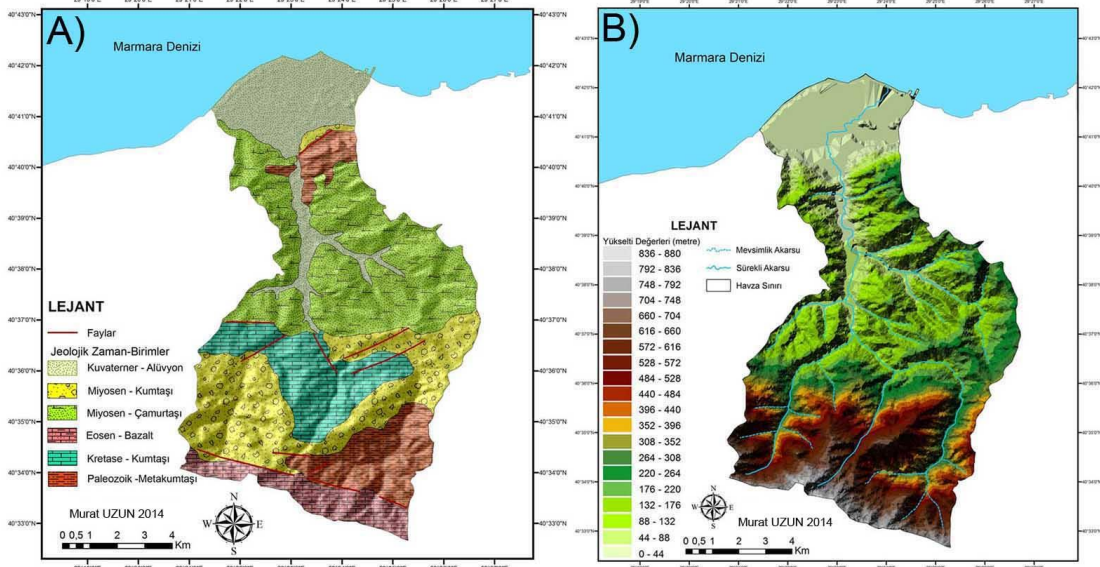 A)
Marmara Denizi
40°43'0"N
40°42'0"N
40°41'0"N
40°40'0"N
40°39'0"N
40°38'0"N
40°37'0"N
40°36'0"N
40°35'0"N
40°34'0"N
40°33'0"N
LEJANT
Faylar
Jeolojik Zaman-Birimler
Kuvaterner - Alüvyon
Miyosen - Kumtaşı
Miyosen - Çamurtaşı
Eosen - Bazalt
Kretase - Kumtaşı
Paleozoik -Metakumtaşı
Murat UZUN 2014
N
W E
S
0 0,5 1 2 3 4
Km
B)
Marmara Denizi
LEJANT
Yükselti Değerleri (metre)
836 - 880
792 - 836
748 - 792
704 - 748
660 - 704
616 - 660
572 - 616
528 - 572
484 - 528
440 - 484
396 - 440
352 - 396
308 - 352
264 - 308
220 - 264
176 - 220
132 - 176
88 - 132
44 - 88
0 - 44
Mevsimlik Akarsu
Sürekli Akarsu
Havza Sınırı
N
W E
S
Murat UZUN 2014
0 0,5 1 2 3 4
Km